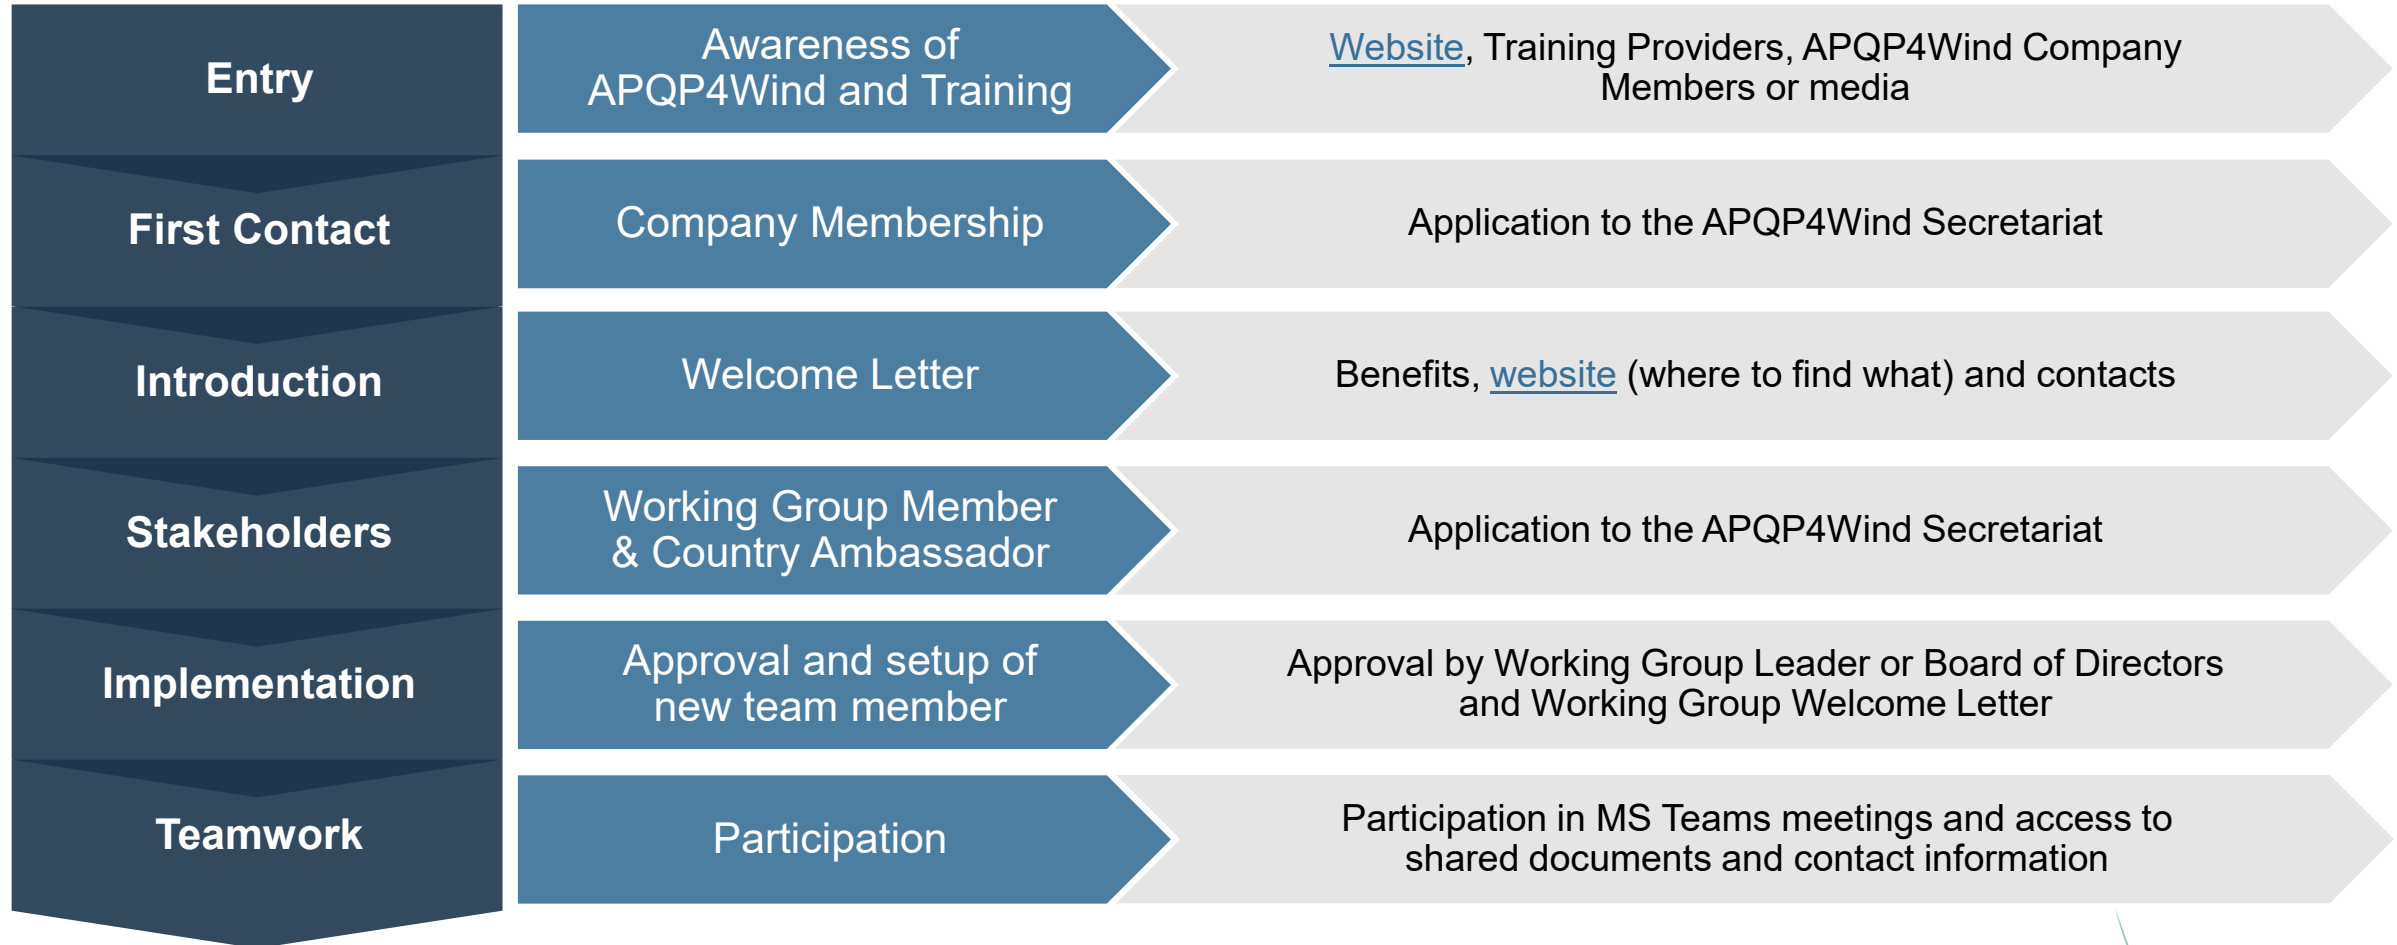 Entry
Awareness of
APQP4Wind and Training
Website, Training Providers, APQP4Wind Company
Members or media
First Contact
Company Membership
Application to the APQP4Wind Secretariat
Introduction
Welcome Letter
Benefits, website (where to find what) and contacts
Stakeholders
Working Group Member
& Country Ambassador
Application to the APQP4Wind Secretariat
Implementation
Approval and setup of
new team member
Approval by Working Group Leader or Board of Directors
and Working Group Welcome Letter
Teamwork
Participation
Participation in MS Teams meetings and access to
shared documents and contact information